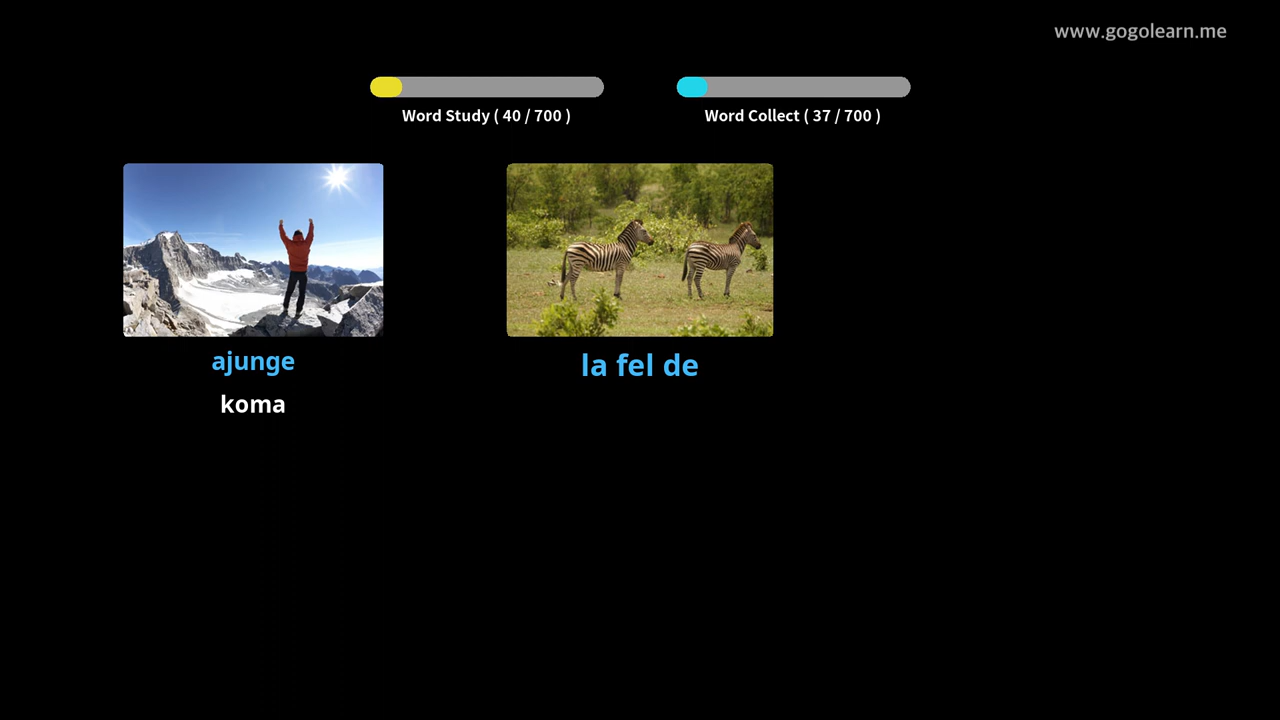 www.gogolearn.me
Word Study ( 40 / 700 )
Word Collect ( 37 / 700 )
ajunge
koma
la fel de